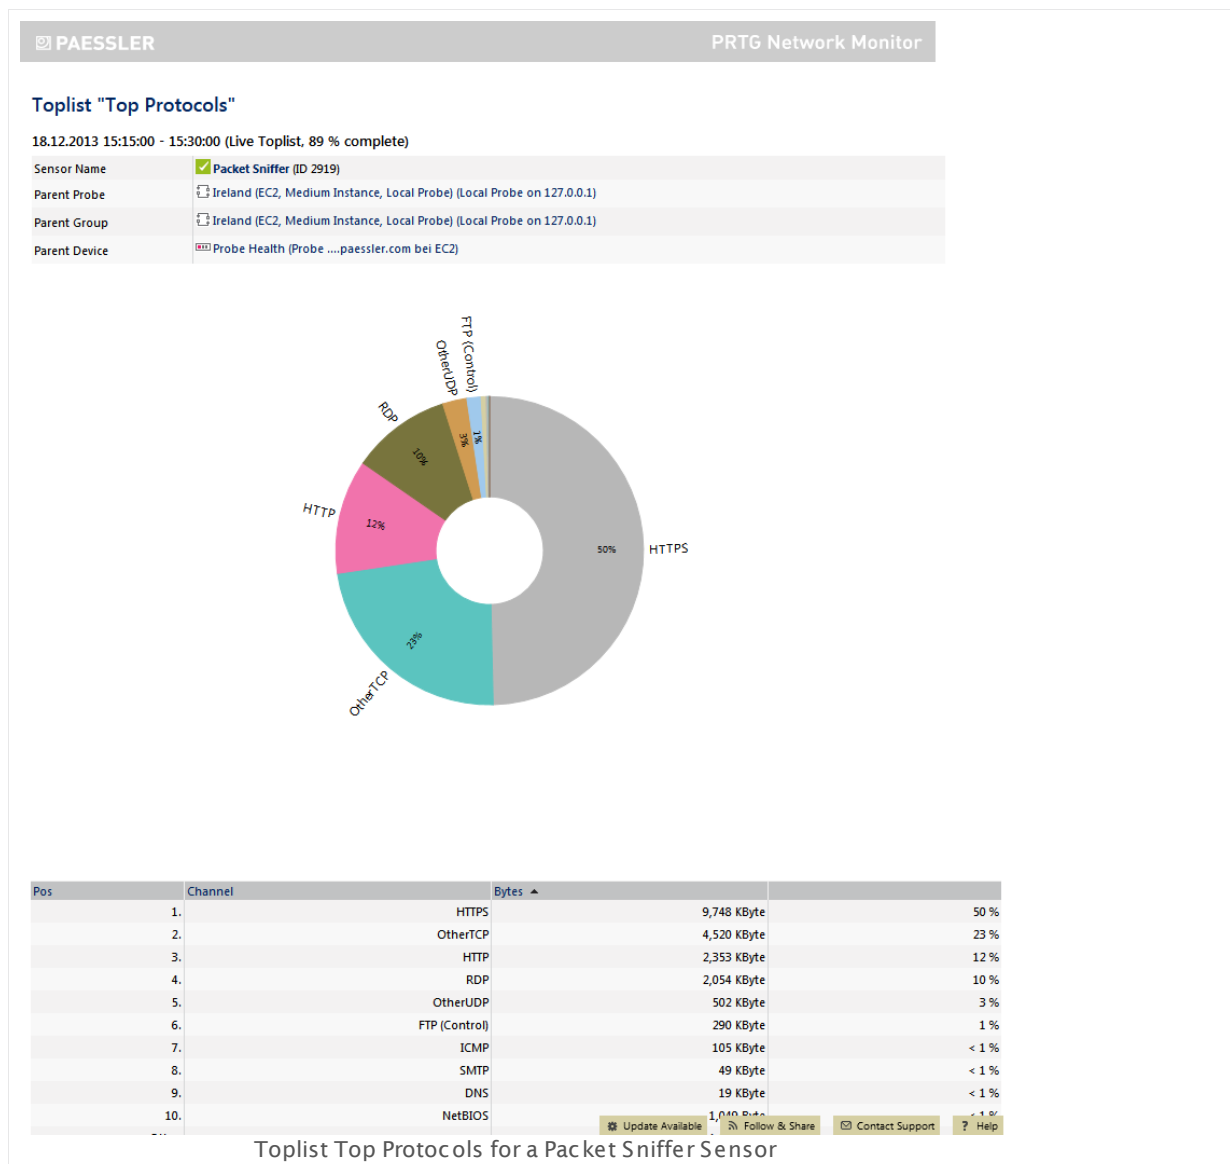 PAESSLER PRTG Network Monitor
Toplist "Top Protocols"
18.12.2013 15:15:00 - 15:30:00 (Live Toplist, 89 % complete)
Sensor Name Packet Sniffer (ID 2919)
Parent Probe Ireland (EC2, Medium Instance, Local Probe) (Local Probe on 127.0.0.1)
Parent Group Ireland (EC2, Medium Instance, Local Probe) (Local Probe on 127.0.0.1)
Parent Device Probe Health (Probe ....paessler.com bei EC2)
FTP (Control)
OtherUDP
RDP
3% 1%
10%
HTTP
12%
50% HTTPS
23%
OtherTCP
Pos Channel Bytes
1. HTTPS 9,748 KByte 50 %
2. OtherTCP 4,520 KByte 23 %
3. HTTP 2,353 KByte 12 %
4. RDP 2,054 KByte 10 %
5. OtherUDP 502 KByte 3 %
6. FTP (Control) 290 KByte 1 %
7. ICMP 105 KByte < 1 %
8. SMTP 49 KByte < 1 %
9. DNS 19 KByte < 1 %
10. NetBIOS 1,049 Byte < 1 %
Update Available Follow & Share Contact Support ? Help
Toplist Top Protocols for a Packet Sniffer Sensor